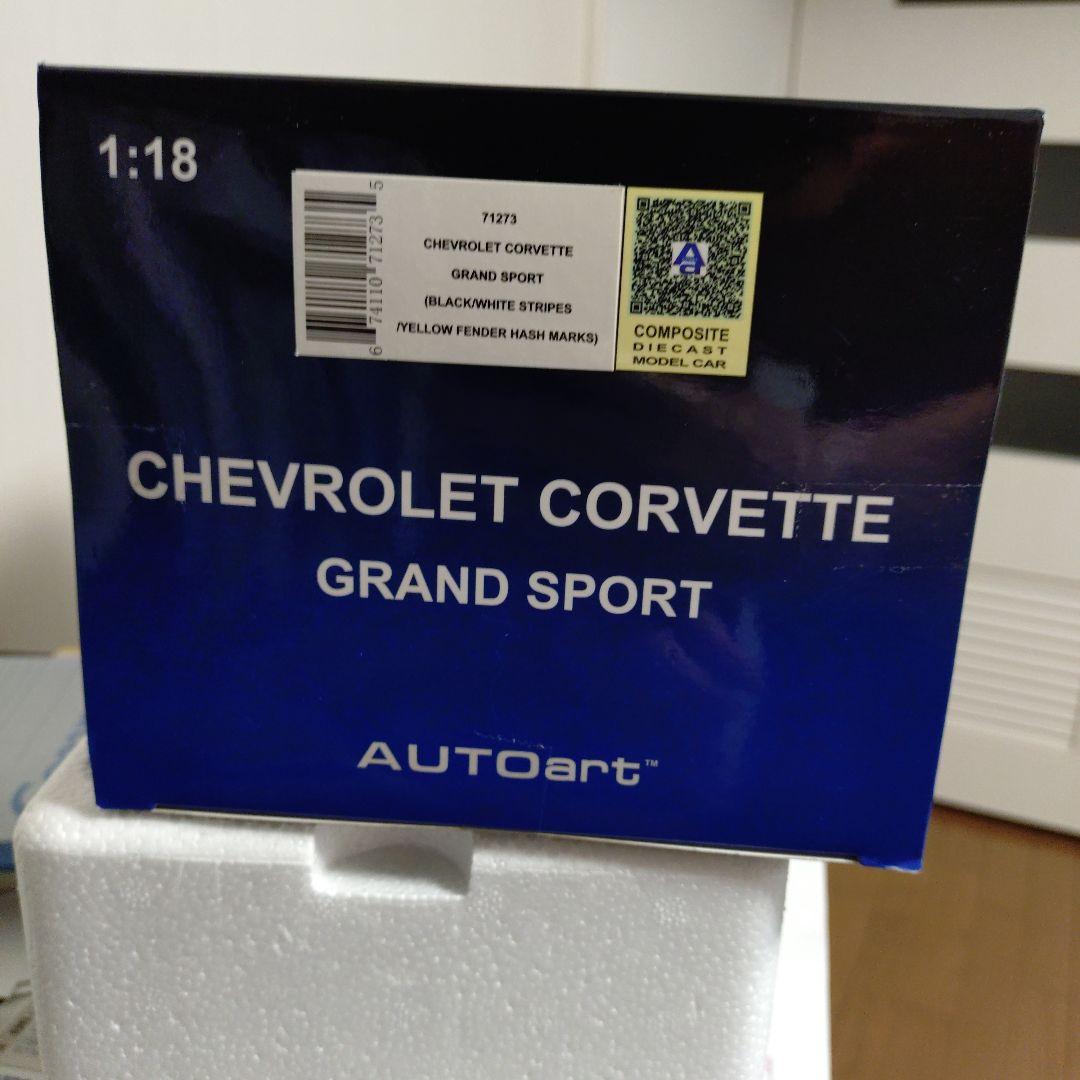 1:18
6 74110 71273 5
71273
CHEVROLET CORVETTE
GRAND SPORT
(BLACK/WHITE STRIPES
/YELLOW FENDER HASH MARKS)
COMPOSITE
DIECAST
MODEL CAR
CHEVROLET CORVETTE
GRAND SPORT
AUTOart™